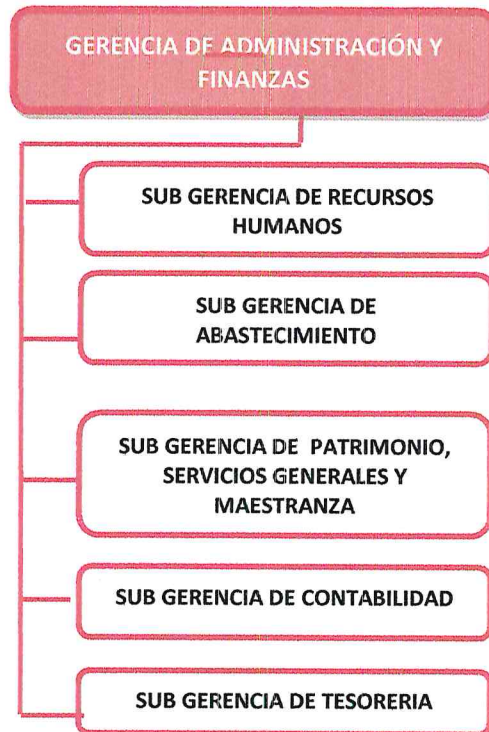 GERENCIA DE ADMINISTRACIÓN Y
FINANZAS
SUB GERENCIA DE RECURSOS
HUMANOS
SUB GERENCIA DE
ABASTECIMIENTO
SUB GERENCIA DE PATRIMONIO,
SERVICIOS GENERALES Y
MAESTRANZA
SUB GERENCIA DE CONTABILIDAD
SUB GERENCIA DE TESORERIA